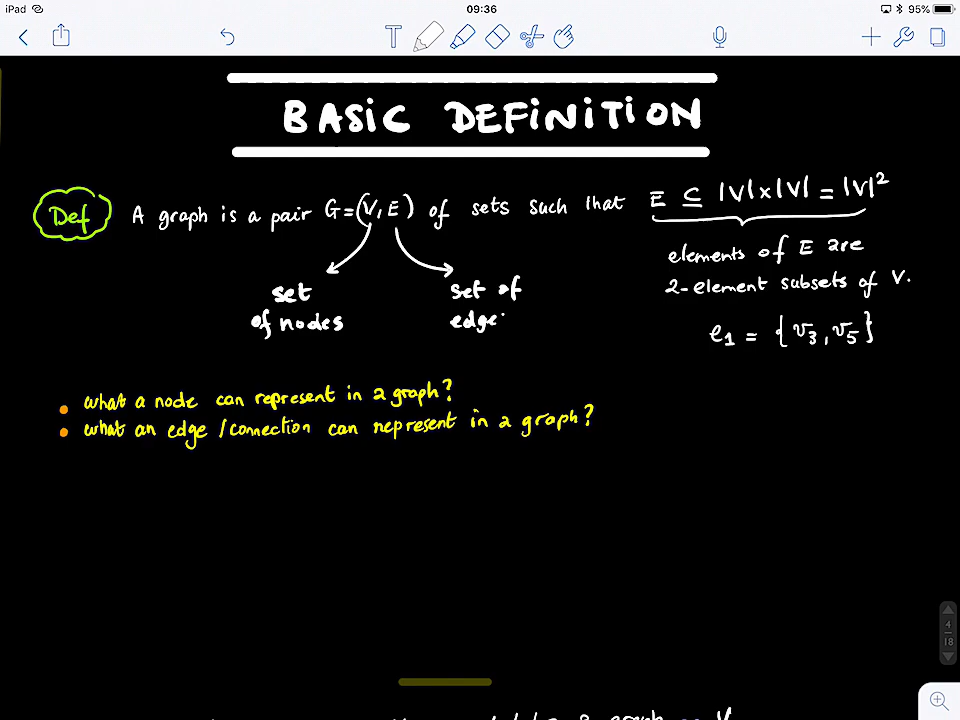 iPad
09:36
95%
BASiC DEFiNiTiON
Def A graph is a pair G=(V,E) of sets such that E ⊆ |V|x|V| = |V|²
elements of E are
2-element subsets of V.
set
of nodes
set of
edge
e₁ = {v₃, v₅}
• what a node can represent in a graph?
• what an edge /connection can represent in a graph?
4
18